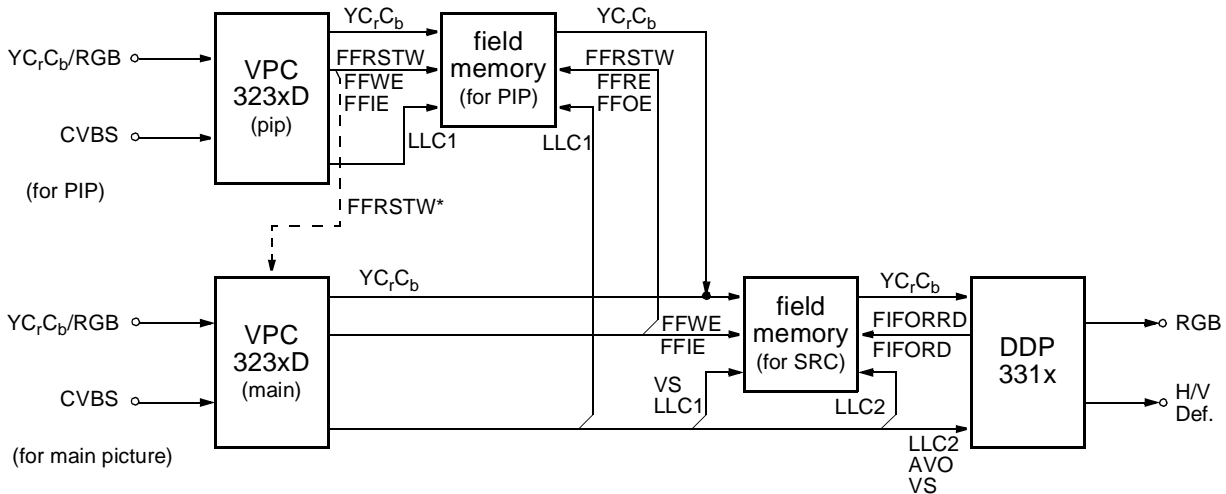 YCrCb/RGB
CVBS
(for PIP)
VPC
323xD
(pip)
YCrCb
FFRSTW
FFWE
FFIE
LLC1
field
memory
(for PIP)
YCrCb
FFRSTW
FFRE
FFOE
LLC1
FFRSTW*
YCrCb/RGB
CVBS
(for main picture)
VPC
323xD
(main)
YCrCb
FFWE
FFIE
VS
LLC1
field
memory
(for SRC)
YCrCb
FIFORRD
FIFORD
LLC2
LLC2
AVO
VS
DDP
331x
RGB
H/V
Def.